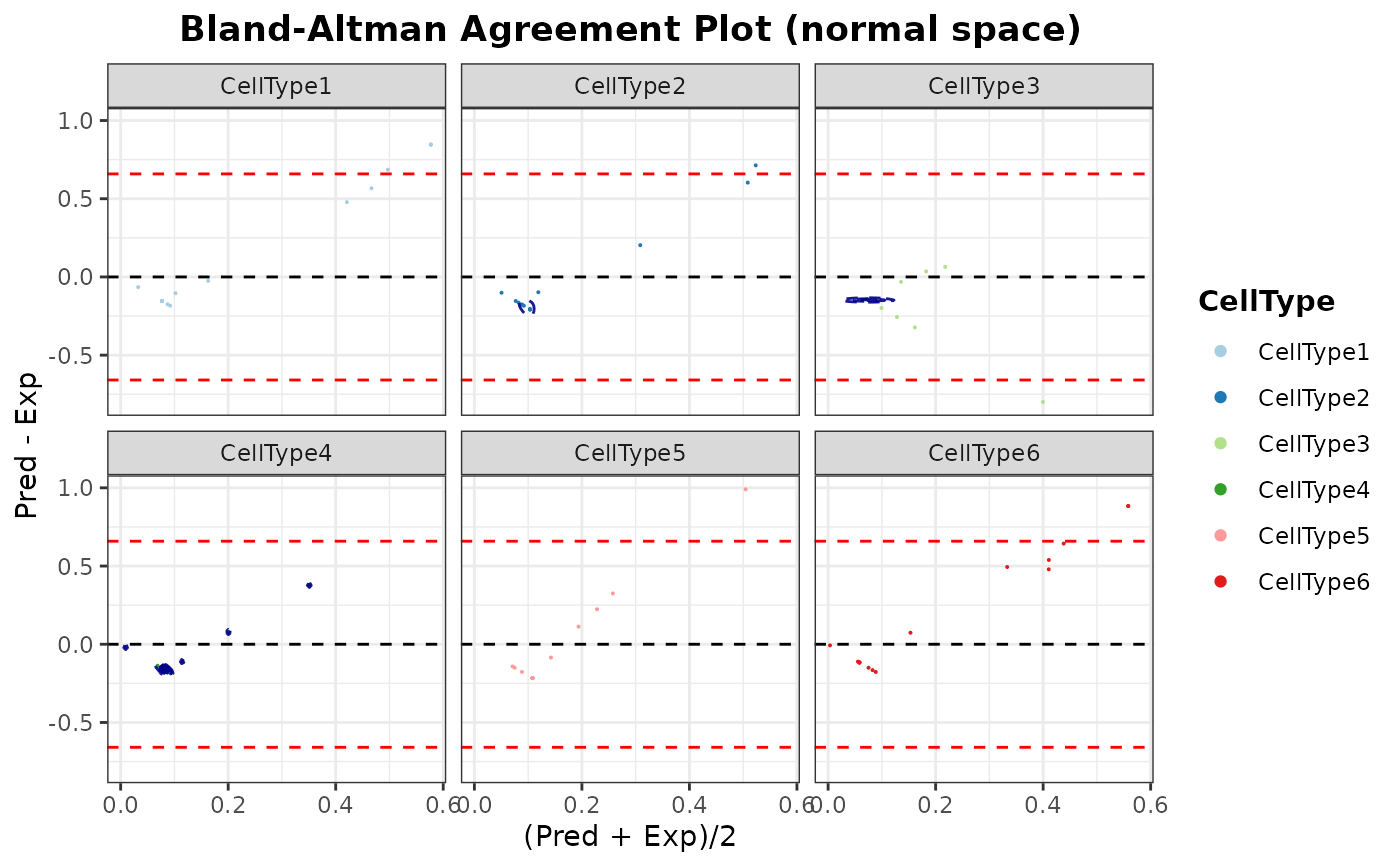 Bland-Altman Agreement Plot (normal space)
CellType1 CellType2 CellType3
1.0
0.5
0.0
-0.5
Pred - Exp
CellType4 CellType5 CellType6
1.0
0.5
0.0
-0.5
0.0 0.2 0.4 0.6 0.0 0.2 0.4 0.6 0.0 0.2 0.4 0.6
(Pred + Exp)/2
CellType
CellType1
CellType2
CellType3
CellType4
CellType5
CellType6